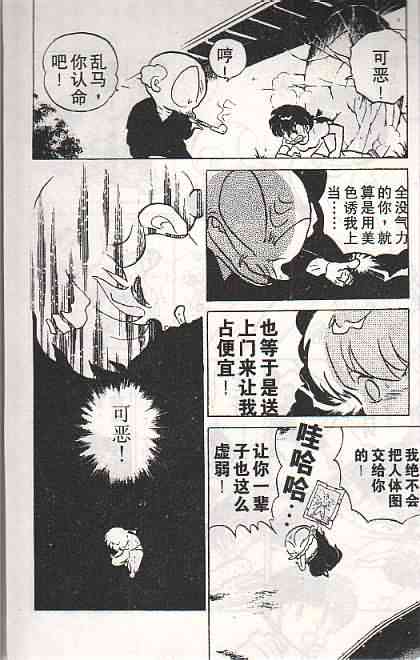 可恶！
哼！
乱马，
你认命
吧！
全没气力
的你，就
算是用美
色诱我上
当……
也等于是送
上门来让我
占便宜！
可恶！
我绝不会
把人体图
交给你
的！
哇哈哈…
让你一辈
子也这么
虚弱！